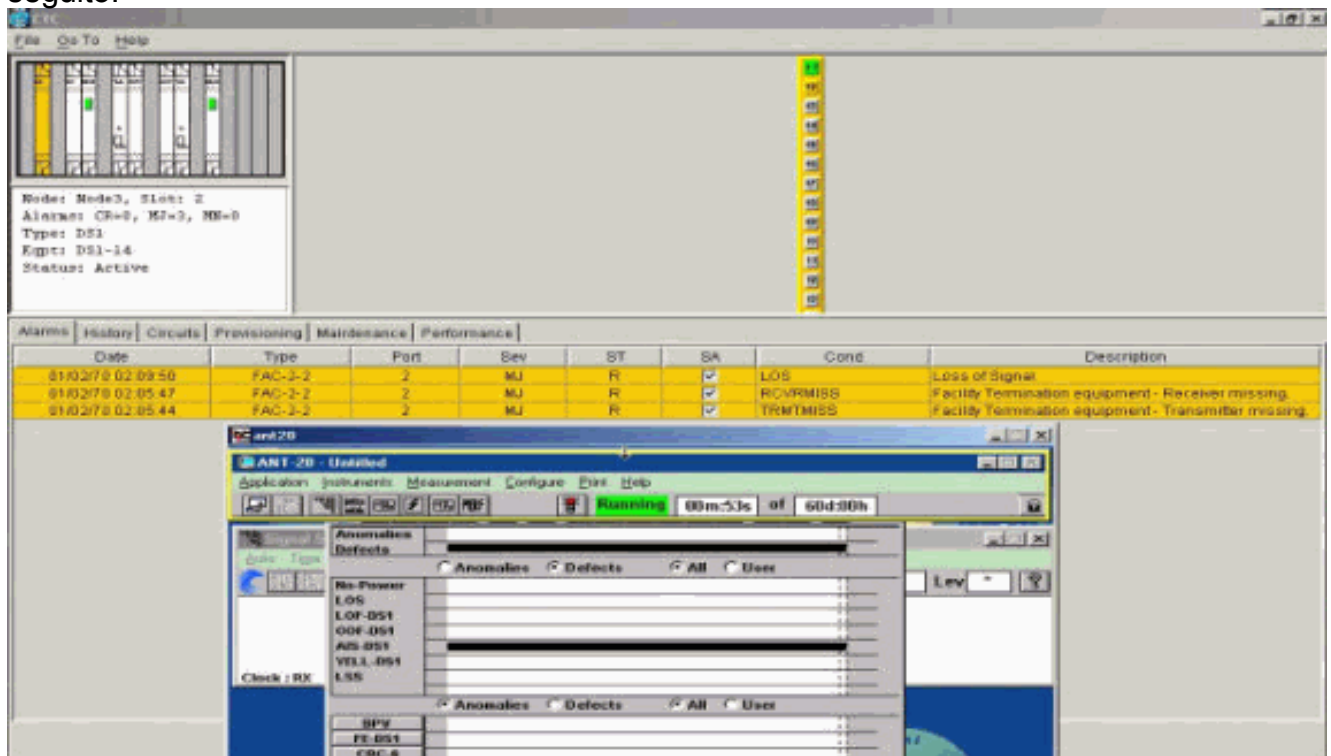 CTC
File Go To Help
Node: Node3, Slot: 2
Alarms: CR=0, MJ=3, MN=0
Type: DS1
Eqpt: DS1-14
Status: Active
Alarms History Circuits Provisioning Maintenance Performance
Date Type Port Sev ST SA Cond Description
01/02/70 02:09:50 FAC-2-2 2 MJ R LOS Loss of Signal
01/02/70 02:05:47 FAC-2-2 2 MJ R RCVRMISS Facility Termination equipment - Receiver missing.
01/02/70 02:05:44 FAC-2-2 2 MJ R TRMTMISS Facility Termination equipment - Transmitter missing.
ant20
ANT-20 - Untitled
Application Instruments Measurement Configure Print Help
Running 00m:53s of 60d:00h
Anomalies
Defects
Anomalies Defects All User
No-Power
LOS
LOF-DS1
OOF-DS1
AIS-DS1
YELL-DS1
LSS
Lev *
Clock : RX
Anomalies Defects All User
BPV
FE-DS1
CRC-6